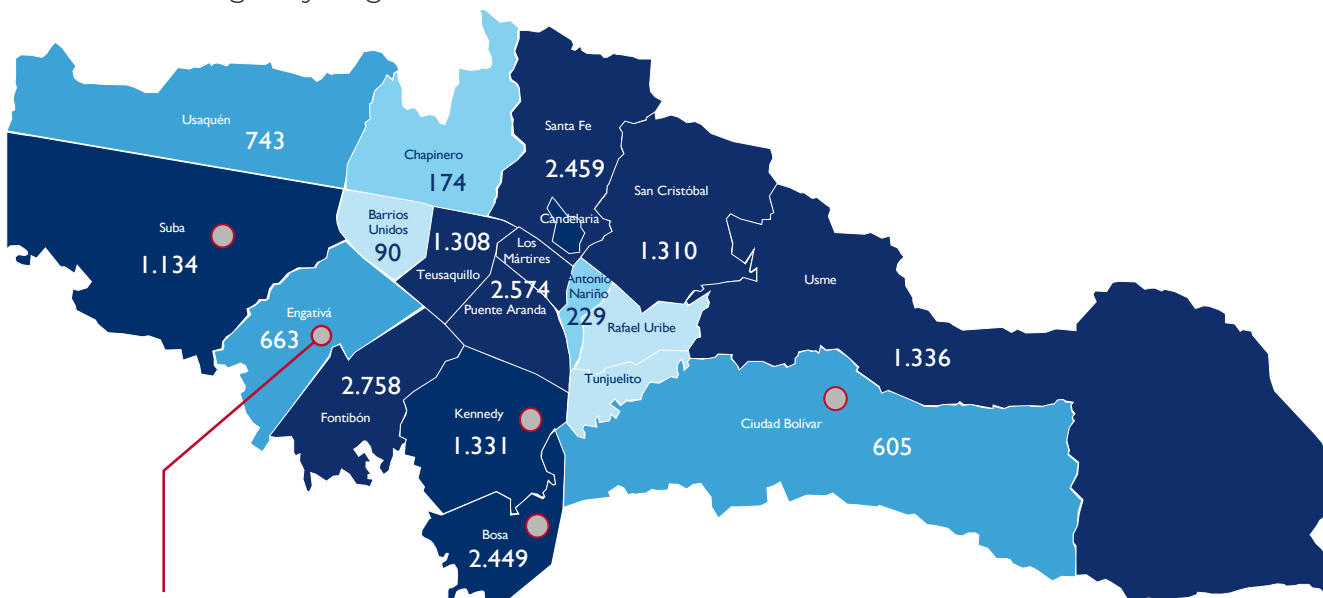 Usaquén
743
Chapinero
174
Santa Fe
2.459
San Cristóbal
1.310
Candelaria
Suba
1.134
Barrios
Unidos
90
1.308
Teusaquillo
Los
Mártires
2.574
Puente Aranda
Antonio
Nariño
229
Rafael Uribe
Tunjuelito
Usme
1.336
Engativá
663
2.758
Fontibón
Kennedy
1.331
Ciudad Bolívar
605
Bosa
2.449